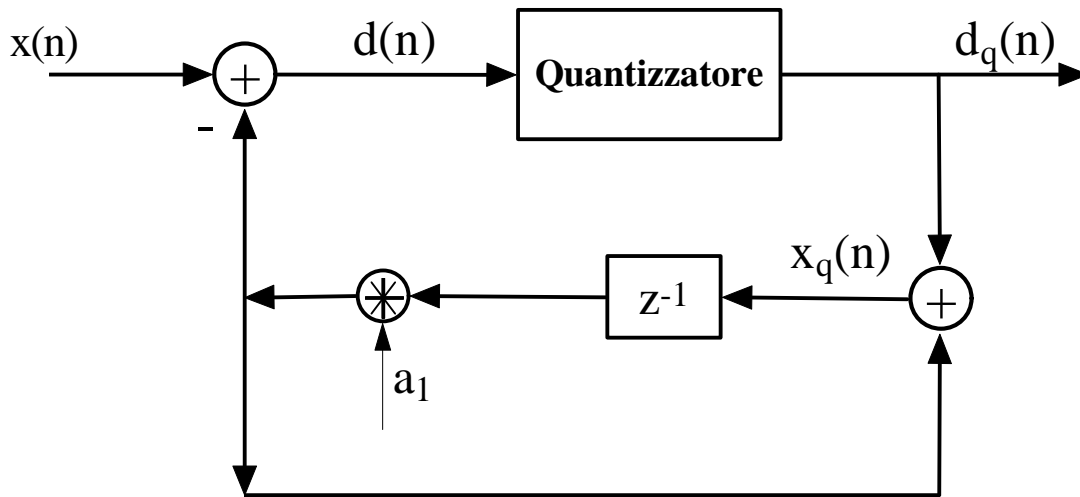 x(n)
d(n)
Quantizzatore
d_q(n)
+
-
x_q(n)
z^-1
+
a_1